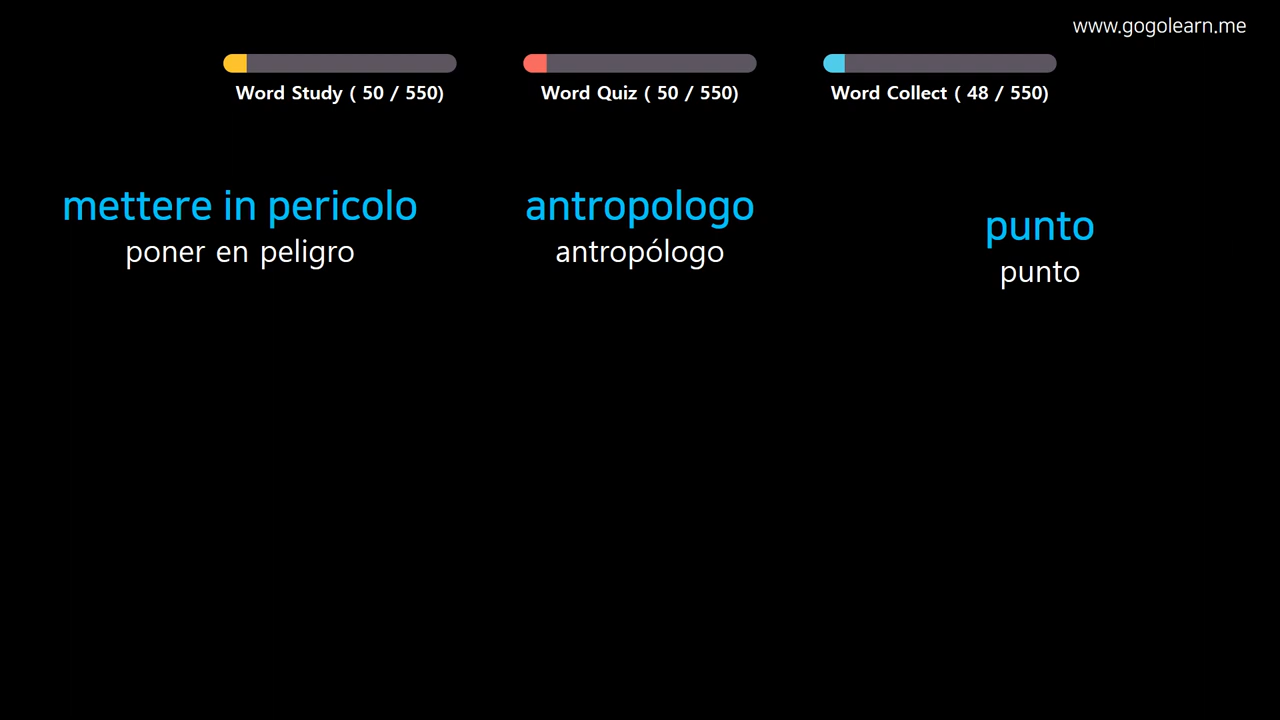 www.gogolearn.me
Word Study ( 50 / 550)
Word Quiz ( 50 / 550)
Word Collect ( 48 / 550)
mettere in pericolo
poner en peligro
antropologo
antropólogo
punto
punto